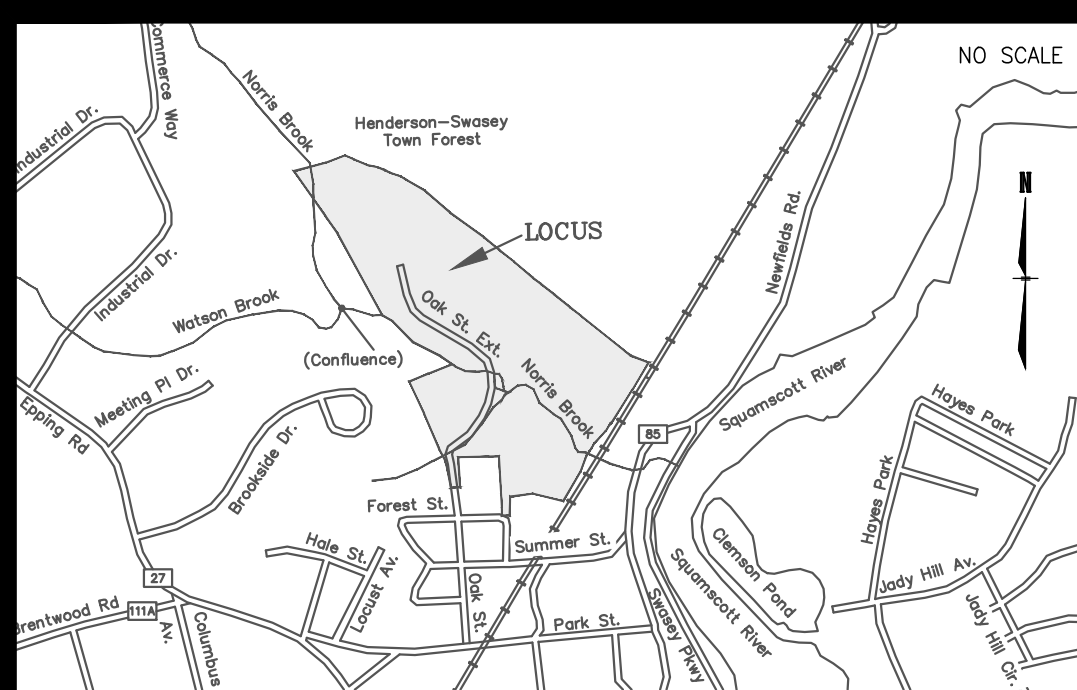 NO SCALE
Commerce Way
Norris Brook
Henderson-Swasey
Town Forest
Industrial Dr.
N
LOCUS
Newfields Rd.
Industrial Dr.
Oak St. Ext.
Watson Brook
(Confluence)
Norris Brook
Squamscott River
Meeting Pl Dr.
Epping Rd
Hayes Park
Brookside Dr.
85
Hayes Park
Forest St.
Summer St.
Hale St.
Locust Av.
Clemson Pond
Squamscott River
Jady Hill Av.
27
Oak St.
Swasey Pkwy
Jady Hill Cir.
Brentwood Rd
111A
Av.
Columbus
Park St.